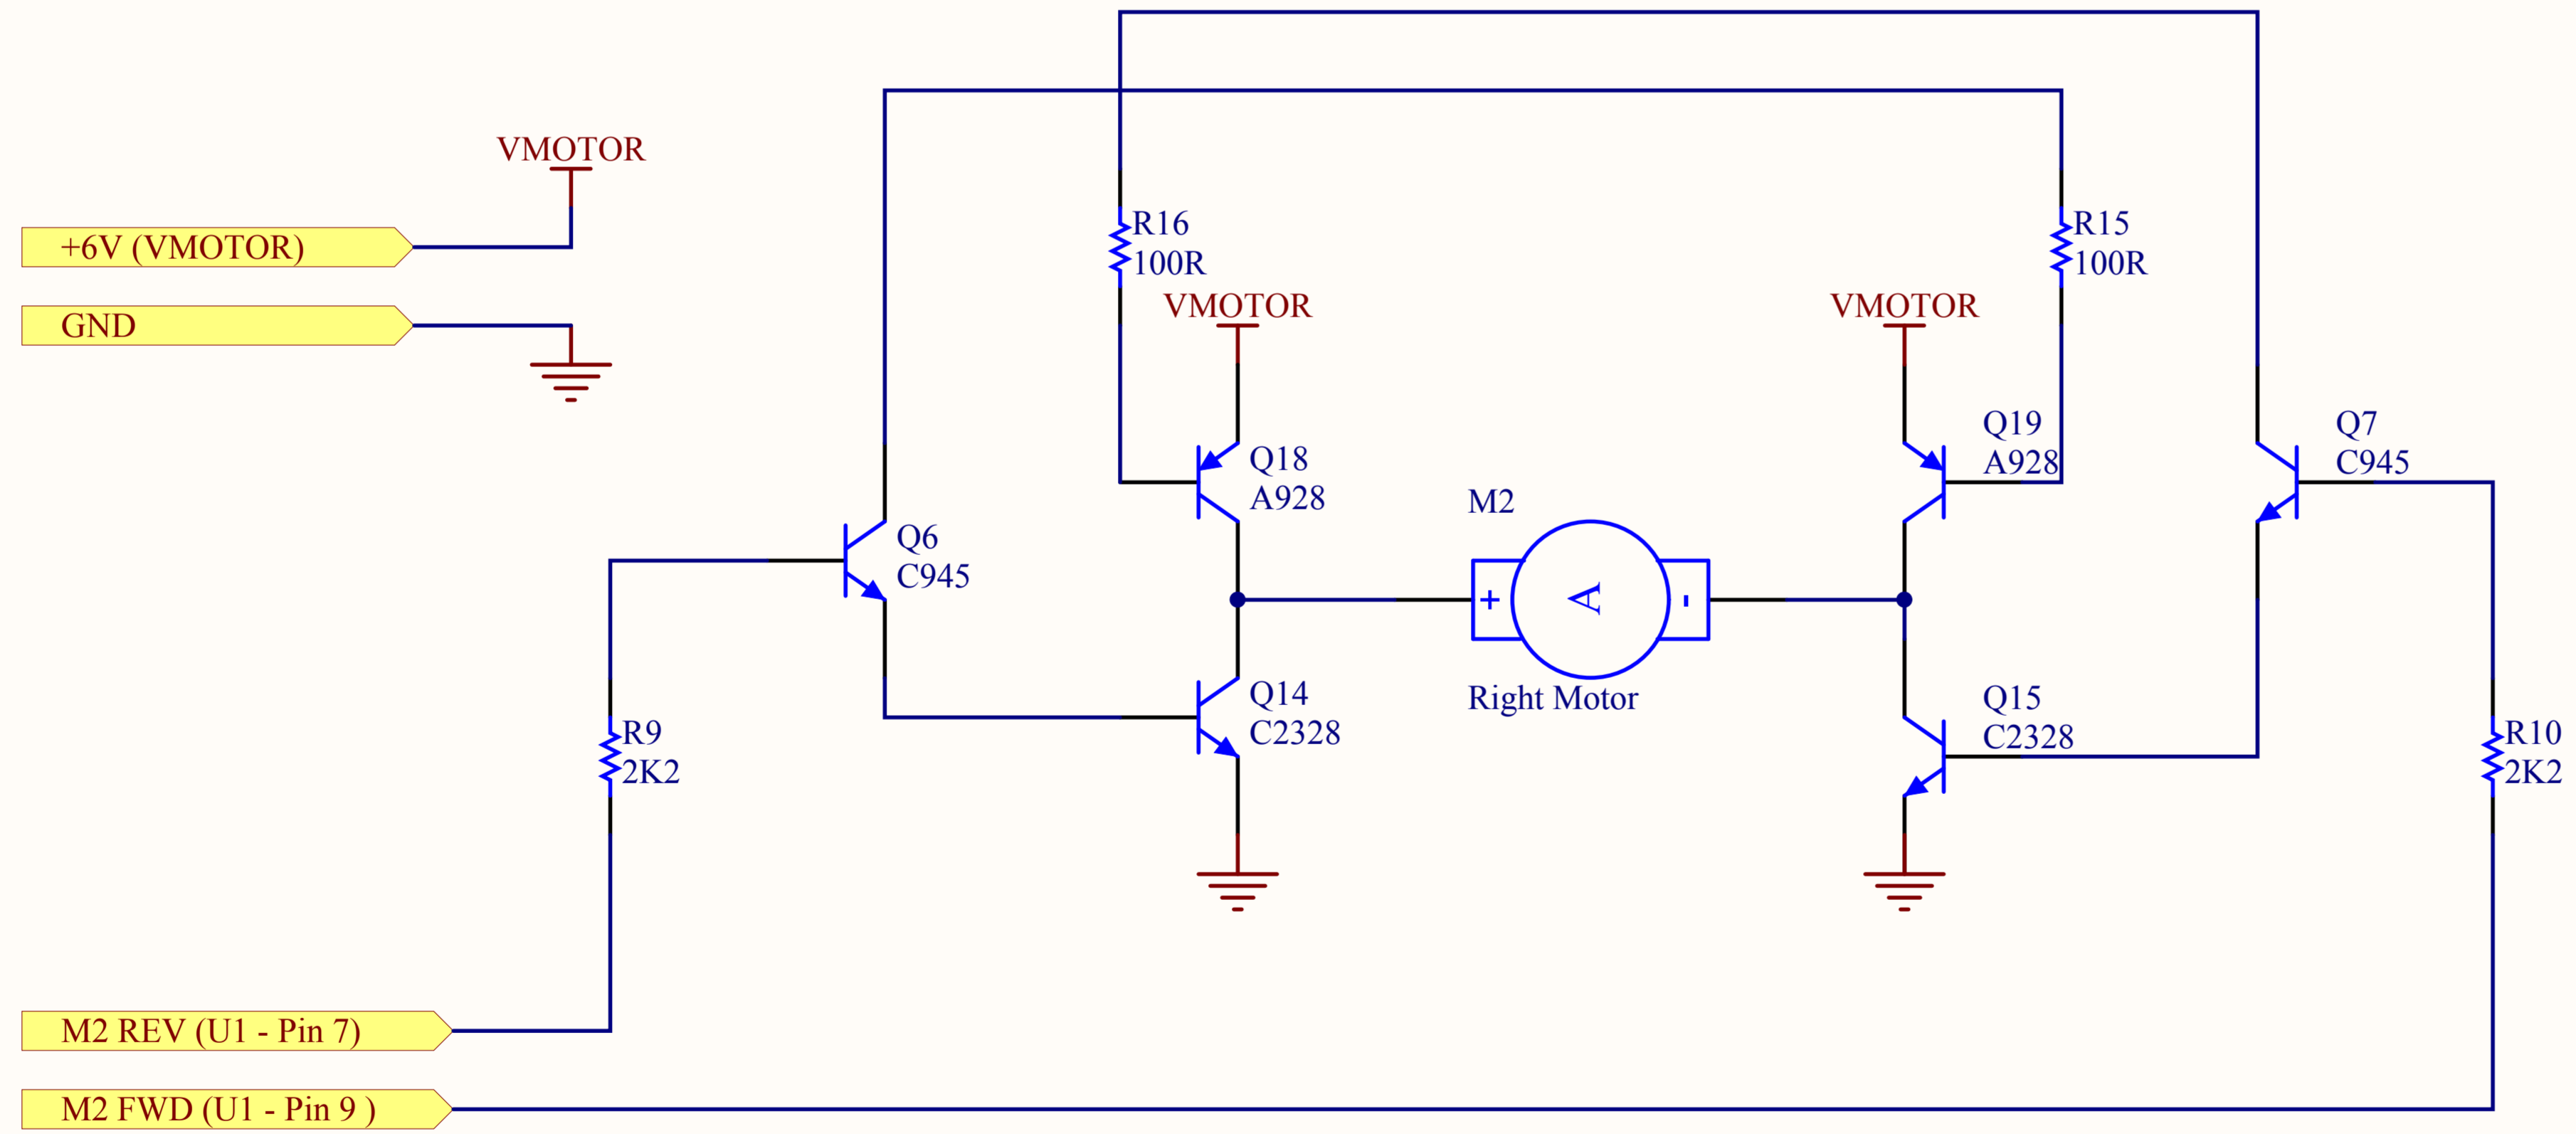 VMOTOR
+6V (VMOTOR)
GND
R16
100R
R15
100R
VMOTOR
VMOTOR
Q18
A928
Q19
A928
Q7
C945
Q6
C945
M2
+
A
-
Right Motor
Q14
C2328
Q15
C2328
R9
2K2
R10
2K2
M2 REV (U1 - Pin 7)
M2 FWD (U1 - Pin 9 )